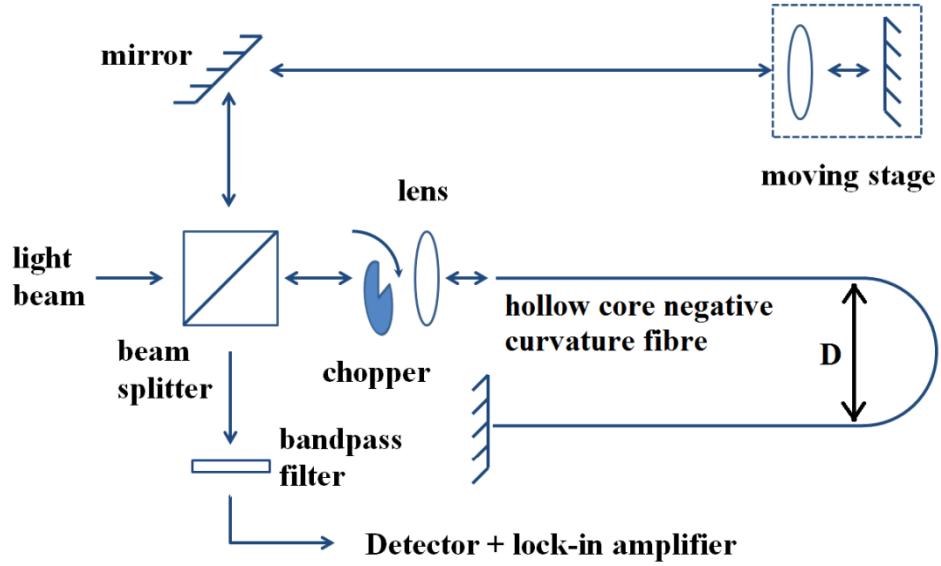 mirror
moving stage
lens
light
beam
hollow core negative
curvature fibre
D
beam
splitter
chopper
bandpass
filter
Detector + lock-in amplifier